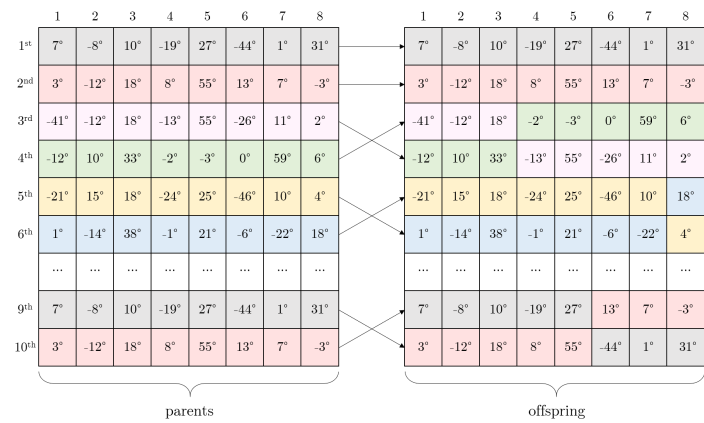 1 2 3 4 5 6 7 8 1 2 3 4 5 6 7 8
1st 7° -8° 10° -19° 27° -44° 1° 31° 7° -8° 10° -19° 27° -44° 1° 31°
2nd 3° -12° 18° 8° 55° 13° 7° -3° 3° -12° 18° 8° 55° 13° 7° -3°
3rd -41° -12° 18° -13° 55° -26° 11° 2° -41° -12° 18° -2° -3° 0° 59° 6°
4th -12° 10° 33° -2° -3° 0° 59° 6° -12° 10° 33° -13° 55° -26° 11° 2°
5th -21° 15° 18° -24° 25° -46° 10° 4° -21° 15° 18° -24° 25° -46° 10° 18°
6th 1° -14° 38° -1° 21° -6° -22° 18° 1° -14° 38° -1° 21° -6° -22° 4°
... ... ... ... ... ... ... ... ... ... ... ... ... ... ... ...
9th 7° -8° 10° -19° 27° -44° 1° 31° 7° -8° 10° -19° 27° 13° 7° -3°
10th 3° -12° 18° 8° 55° 13° 7° -3° 3° -12° 18° 8° 55° -44° 1° 31°
parents offspring